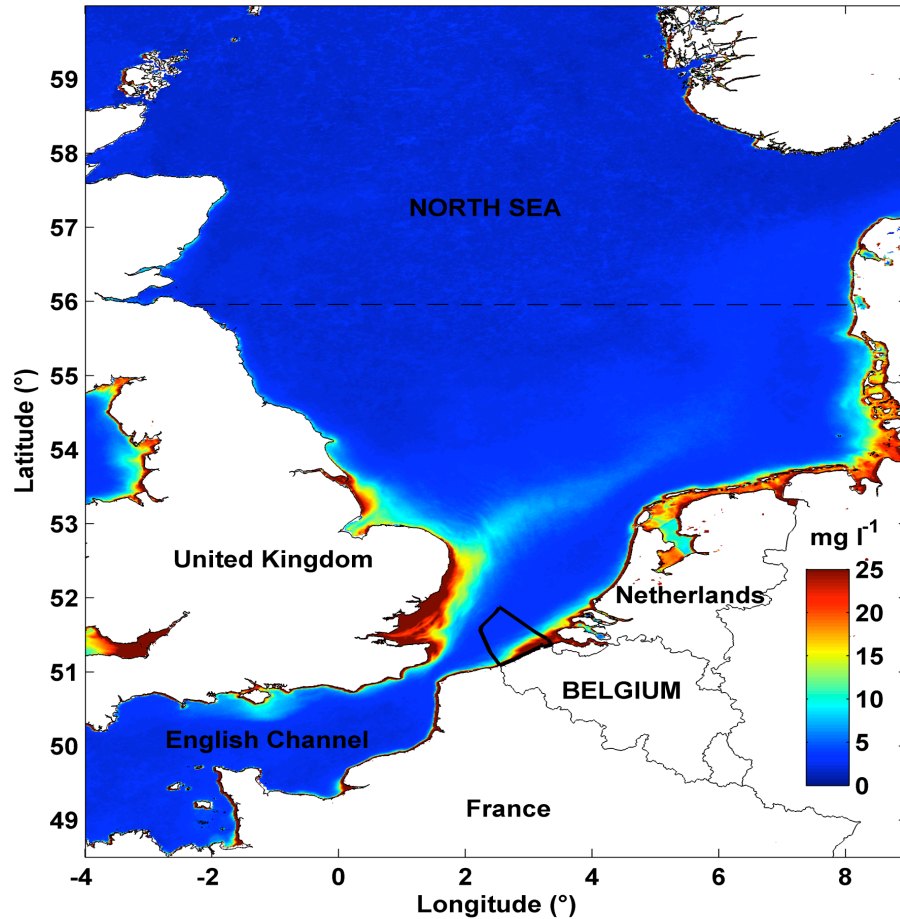 59
58
57
56
55
54
53
52
51
50
49
Latitude (°)
NORTH SEA
United Kingdom
Netherlands
BELGIUM
English Channel
France
mg l⁻¹
25
20
15
10
5
0
-4 -2 0 2 4 6 8
Longitude (°)